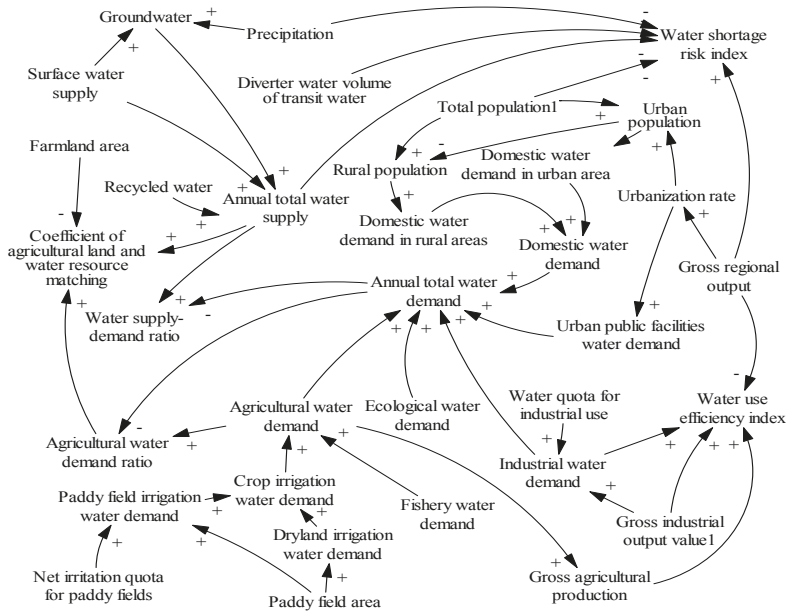 Groundwater
Precipitation
Water shortage
risk index
Surface water
supply
Diverter water volume
of transit water
Total population1
Urban
population
Farmland area
Rural population
Domestic water
demand in urban area
Recycled water
Annual total water
supply
Urbanization rate
Coefficient of
agricultural land and
water resource
matching
Domestic water
demand in rural areas
Domestic water
demand
Gross regional
output
Annual total water
demand
Water supply-
demand ratio
Urban public facilities
water demand
Agricultural water
demand
Ecological water
demand
Water quota for
industrial use
Water use
efficiency index
Agricultural water
demand ratio
Industrial water
demand
Crop irrigation
water demand
Paddy field irrigation
water demand
Fishery water
demand
Dryland irrigation
water demand
Gross industrial
output value1
Net irritation quota
for paddy fields
Gross agricultural
production
Paddy field area